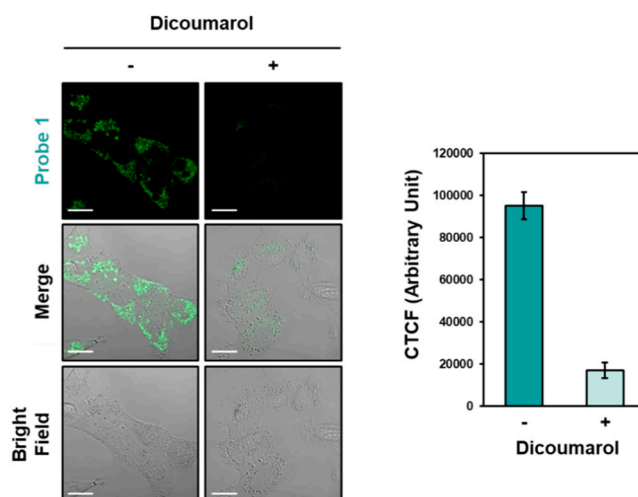 Dicoumarol
- +
Probe 1
Merge
Bright
Field
CTCF (Arbitrary Unit)
120000
100000
80000
60000
40000
20000
0
- +
Dicoumarol